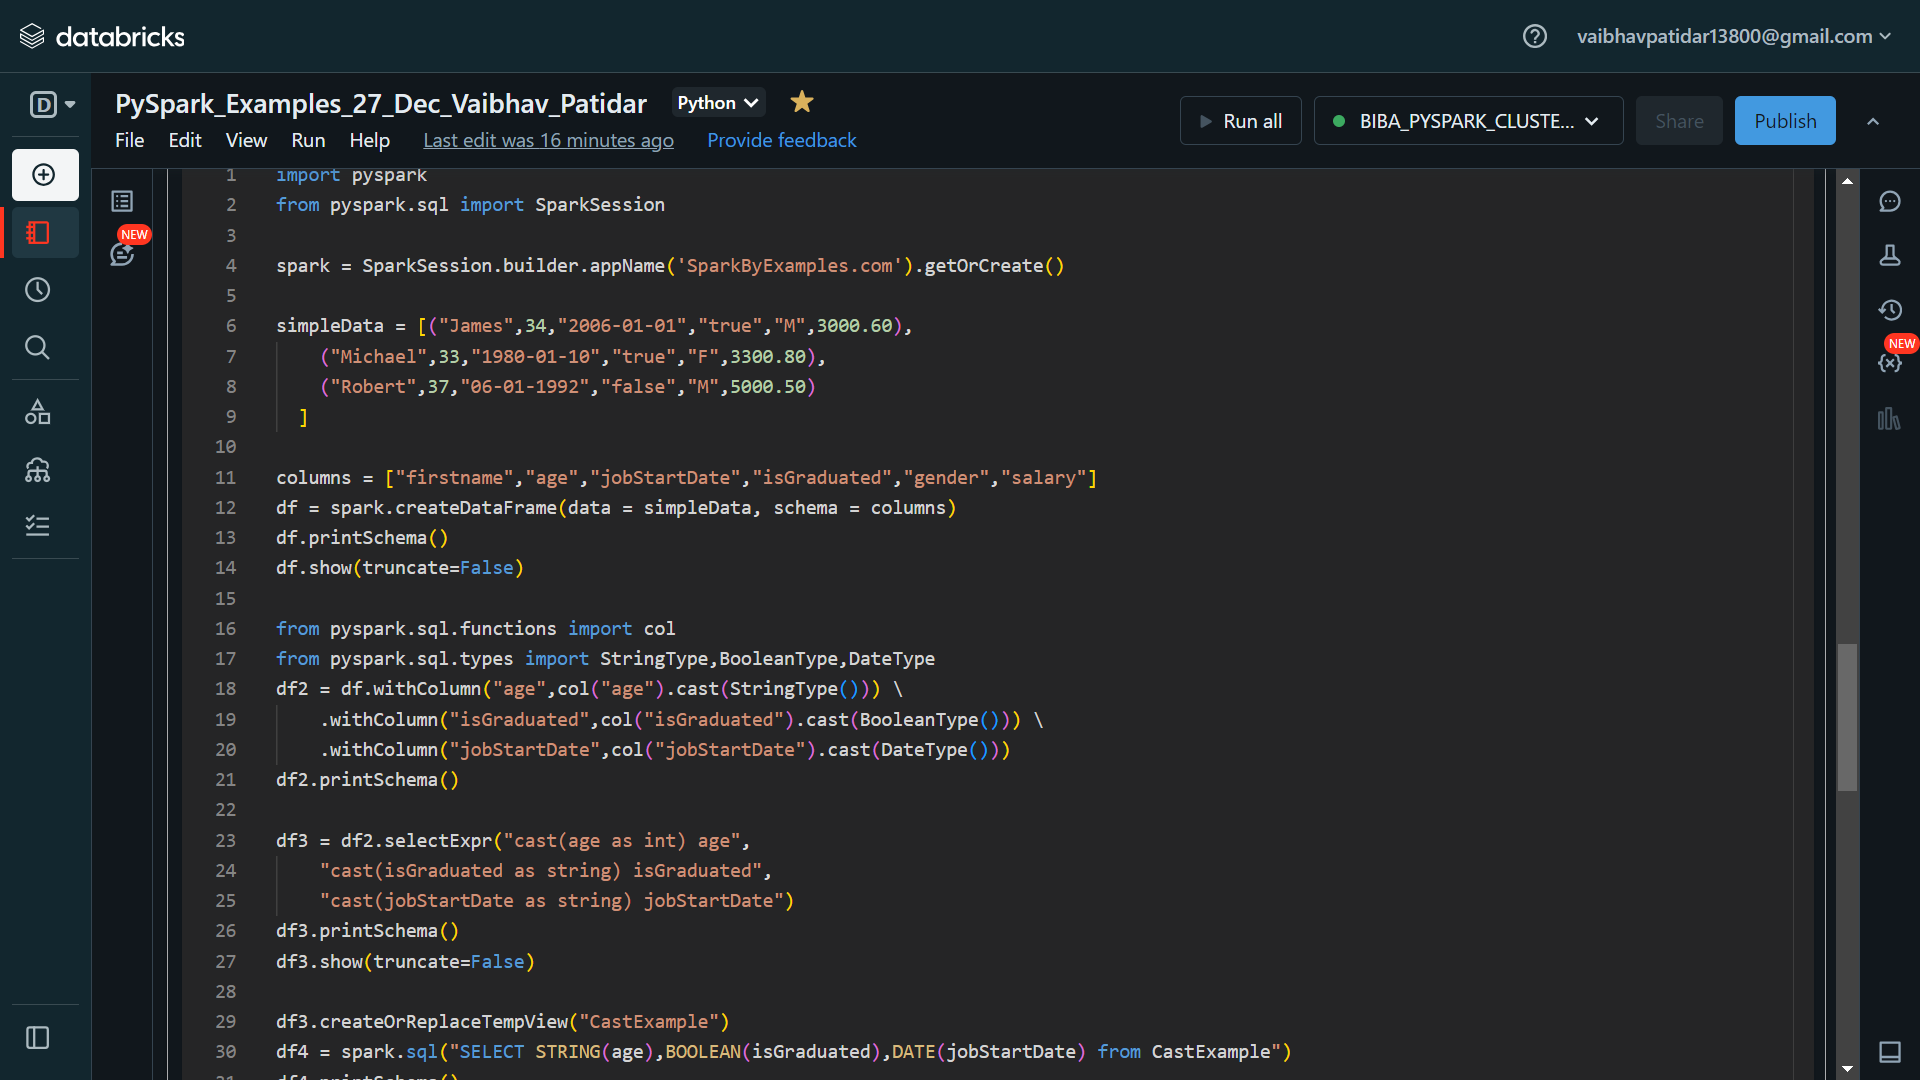 databricks
vaibhavpatidar13800@gmail.com
D
PySpark_Examples_27_Dec_Vaibhav_Patidar Python
File Edit View Run Help Last edit was 16 minutes ago Provide feedback
Run all BIBA_PYSPARK_CLUSTE... Share Publish
NEW
NEW
1 import pyspark
2 from pyspark.sql import SparkSession
3
4 spark = SparkSession.builder.appName('SparkByExamples.com').getOrCreate()
5
6 simpleData = [("James",34,"2006-01-01","true","M",3000.60),
7 ("Michael",33,"1980-01-10","true","F",3300.80),
8 ("Robert",37,"06-01-1992","false","M",5000.50)
9 ]
10
11 columns = ["firstname","age","jobStartDate","isGraduated","gender","salary"]
12 df = spark.createDataFrame(data = simpleData, schema = columns)
13 df.printSchema()
14 df.show(truncate=False)
15
16 from pyspark.sql.functions import col
17 from pyspark.sql.types import StringType,BooleanType,DateType
18 df2 = df.withColumn("age",col("age").cast(StringType())) \
19 .withColumn("isGraduated",col("isGraduated").cast(BooleanType())) \
20 .withColumn("jobStartDate",col("jobStartDate").cast(DateType()))
21 df2.printSchema()
22
23 df3 = df2.selectExpr("cast(age as int) age",
24 "cast(isGraduated as string) isGraduated",
25 "cast(jobStartDate as string) jobStartDate")
26 df3.printSchema()
27 df3.show(truncate=False)
28
29 df3.createOrReplaceTempView("CastExample")
30 df4 = spark.sql("SELECT STRING(age),BOOLEAN(isGraduated),DATE(jobStartDate) from CastExample")
31 df4.printSchema()